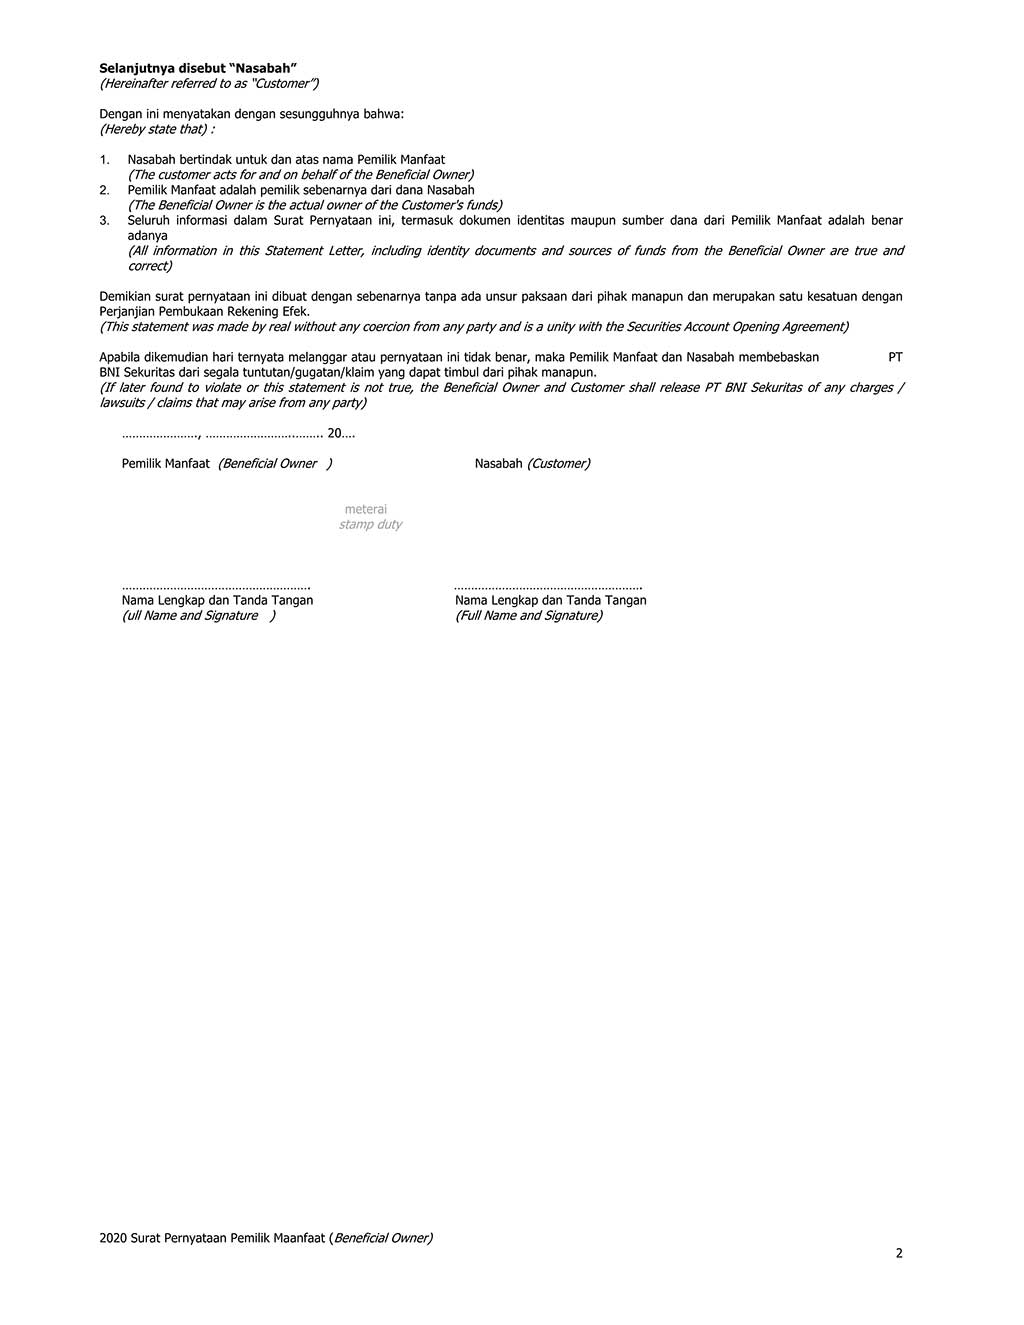 Selanjutnya disebut “Nasabah”
(Hereinafter referred to as “Customer”)
Dengan ini menyatakan dengan sesungguhnya bahwa:
(Hereby state that) :
1. Nasabah bertindak untuk dan atas nama Pemilik Manfaat
(The customer acts for and on behalf of the Beneficial Owner)
2. Pemilik Manfaat adalah pemilik sebenarnya dari dana Nasabah
(The Beneficial Owner is the actual owner of the Customer's funds)
3. Seluruh informasi dalam Surat Pernyataan ini, termasuk dokumen identitas maupun sumber dana dari Pemilik Manfaat adalah benar
adanya
(All information in this Statement Letter, including identity documents and sources of funds from the Beneficial Owner are true and
correct)
Demikian surat pernyataan ini dibuat dengan sebenarnya tanpa ada unsur paksaan dari pihak manapun dan merupakan satu kesatuan dengan
Perjanjian Pembukaan Rekening Efek.
(This statement was made by real without any coercion from any party and is a unity with the Securities Account Opening Agreement)
Apabila dikemudian hari ternyata melanggar atau pernyataan ini tidak benar, maka Pemilik Manfaat dan Nasabah membebaskan PT
BNI Sekuritas dari segala tuntutan/gugatan/klaim yang dapat timbul dari pihak manapun.
(If later found to violate or this statement is not true, the Beneficial Owner and Customer shall release PT BNI Sekuritas of any charges /
lawsuits / claims that may arise from any party)
…………………., …………………….…….. 20….
Pemilik Manfaat (Beneficial Owner ) Nasabah (Customer)
meterai
stamp duty
………………………………………………. ……………………………………………….
Nama Lengkap dan Tanda Tangan Nama Lengkap dan Tanda Tangan
(ull Name and Signature ) (Full Name and Signature)
2020 Surat Pernyataan Pemilik Maanfaat (Beneficial Owner)
2